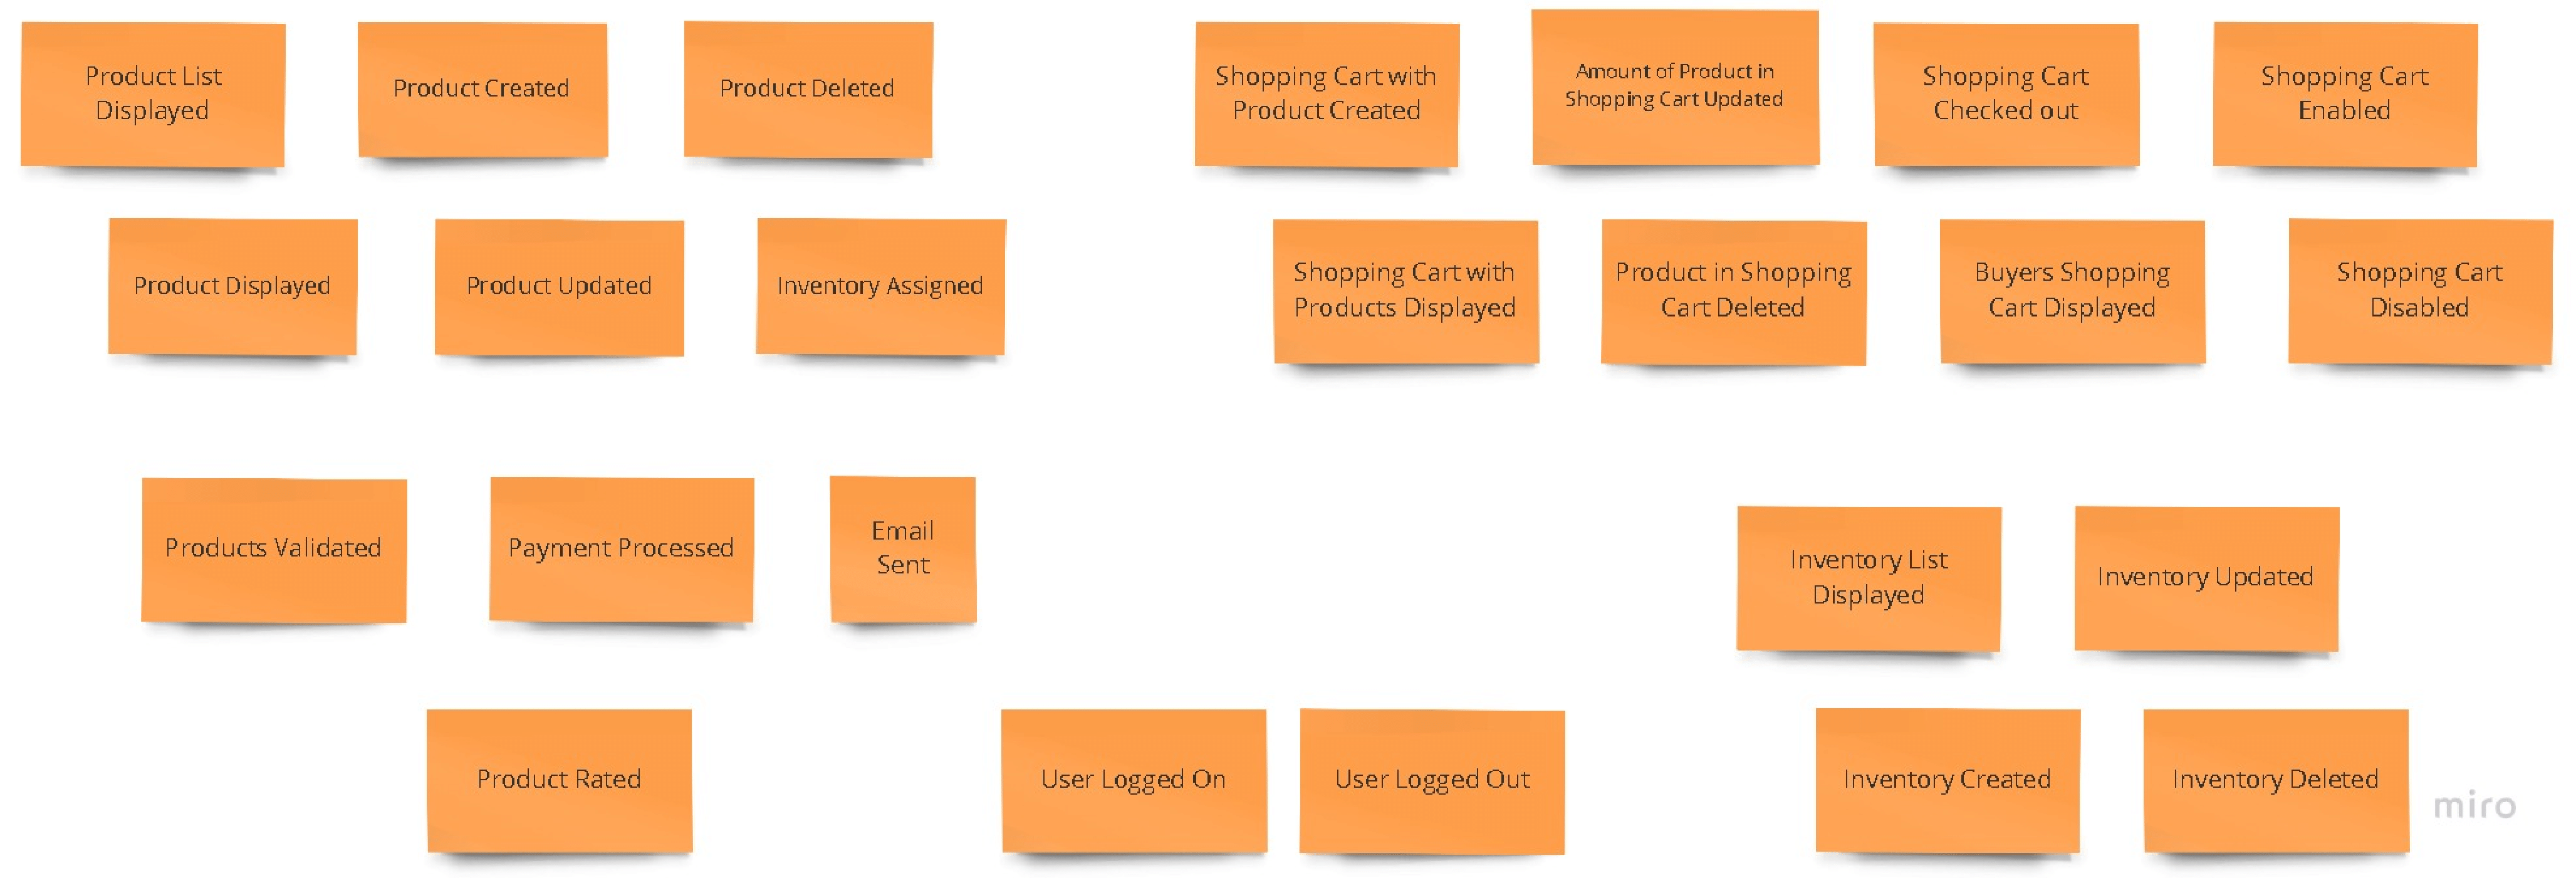 Product List
Displayed
Product Created
Product Deleted
Shopping Cart with
Product Created
Amount of Product in
Shopping Cart Updated
Shopping Cart
Checked out
Shopping Cart
Enabled
Product Displayed
Product Updated
Inventory Assigned
Shopping Cart with
Products Displayed
Product in Shopping
Cart Deleted
Buyers Shopping
Cart Displayed
Shopping Cart
Disabled
Products Validated
Payment Processed
Email
Sent
Inventory List
Displayed
Inventory Updated
Product Rated
User Logged On
User Logged Out
Inventory Created
Inventory Deleted
miro